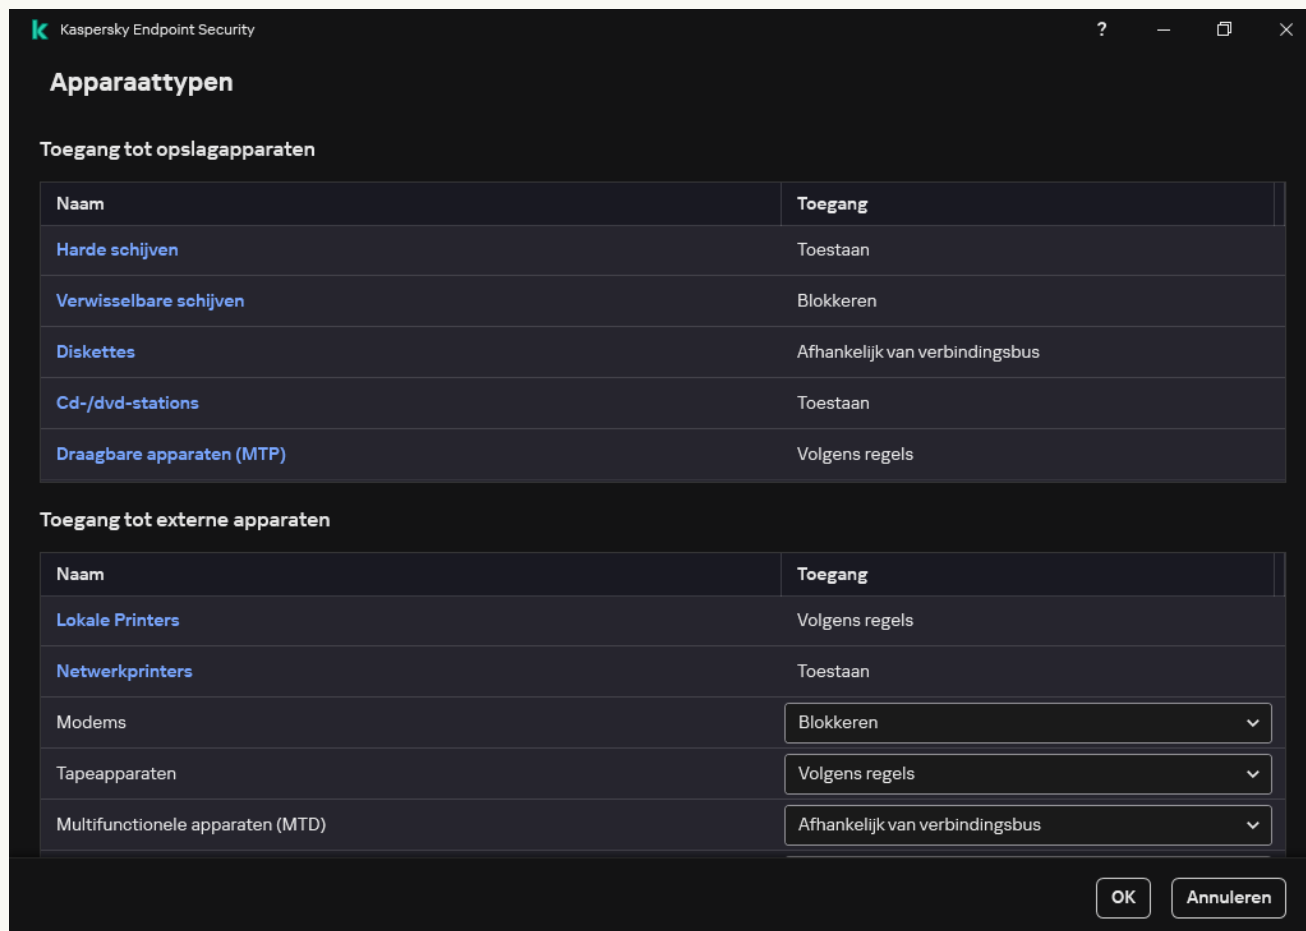 Kaspersky Endpoint Security
Apparaattypen
Toegang tot opslagapparaten
Naam Toegang
Harde schijven Toestaan
Verwisselbare schijven Blokkeren
Diskettes Afhankelijk van verbindingsbus
Cd-/dvd-stations Toestaan
Draagbare apparaten (MTP) Volgens regels
Toegang tot externe apparaten
Naam Toegang
Lokale Printers Volgens regels
Netwerkprinters Toestaan
Modems Blokkeren
Tapeapparaten Volgens regels
Multifunctionele apparaten (MTD) Afhankelijk van verbindingsbus
OK Annuleren